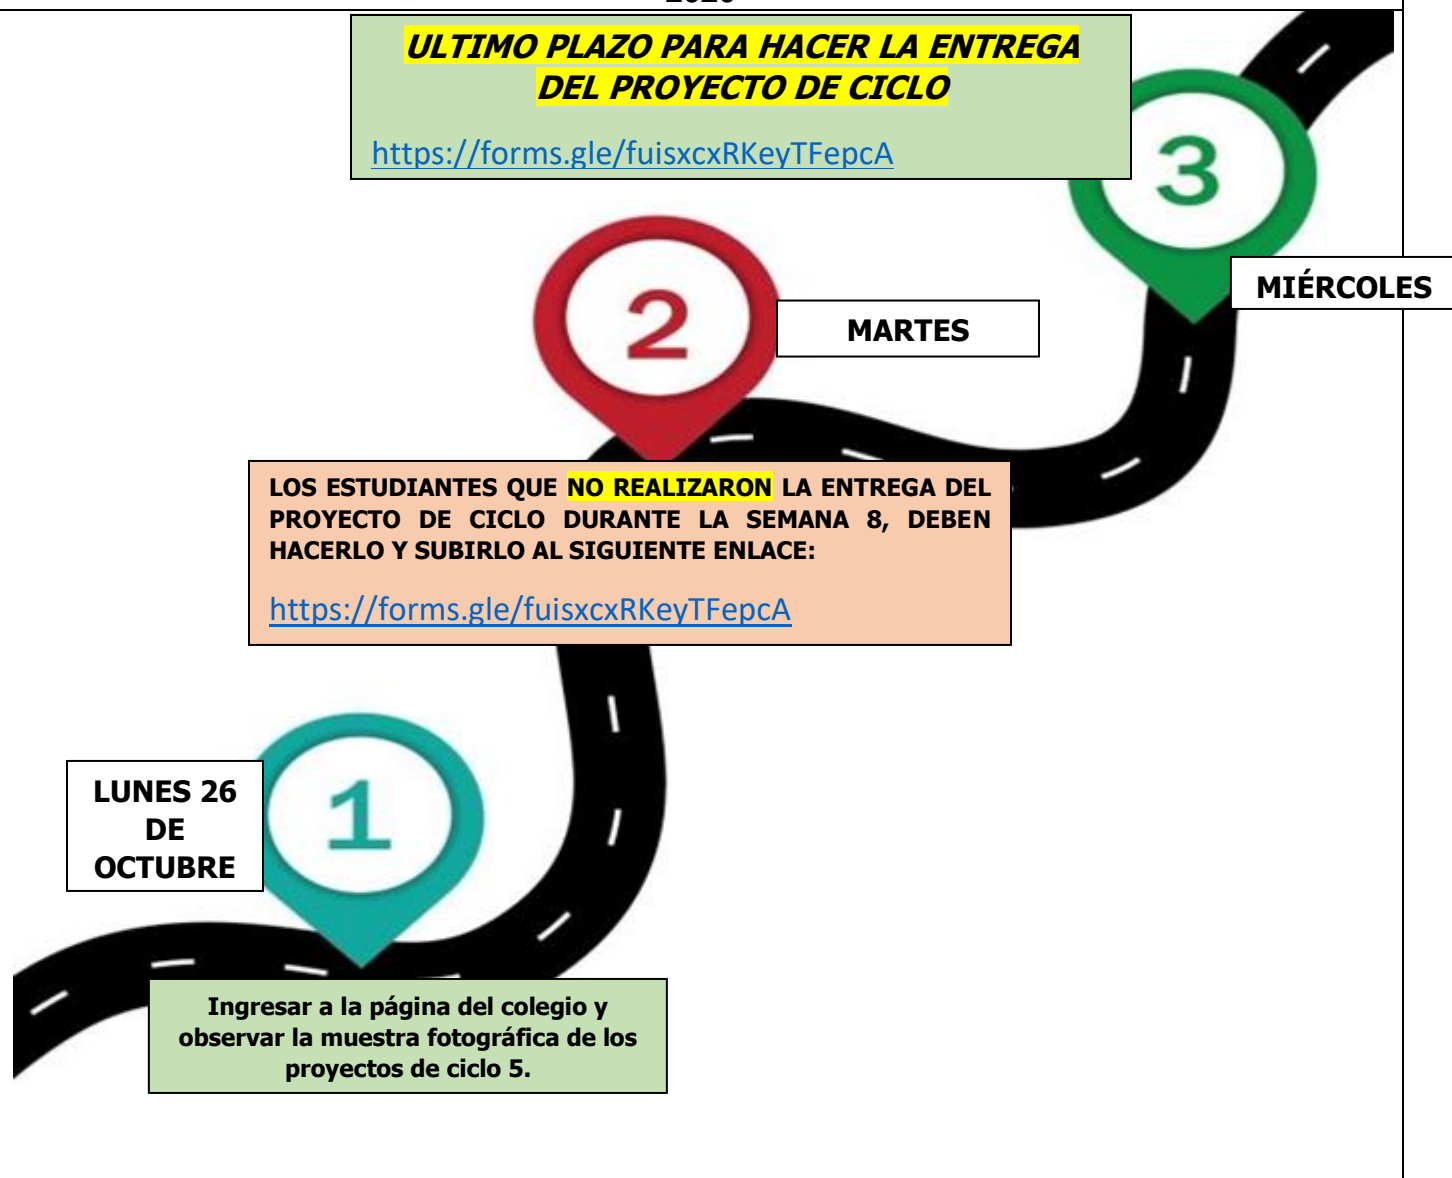 ULTIMO PLAZO PARA HACER LA ENTREGA
DEL PROYECTO DE CICLO
https://forms.gle/fuisxcxRKeyTFepcA
3
MIÉRCOLES
2
MARTES
LOS ESTUDIANTES QUE NO REALIZARON LA ENTREGA DEL
PROYECTO DE CICLO DURANTE LA SEMANA 8, DEBEN
HACERLO Y SUBIRLO AL SIGUIENTE ENLACE:
https://forms.gle/fuisxcxRKeyTFepcA
LUNES 26
DE
OCTUBRE
1
Ingresar a la página del colegio y
observar la muestra fotográfica de los
proyectos de ciclo 5.